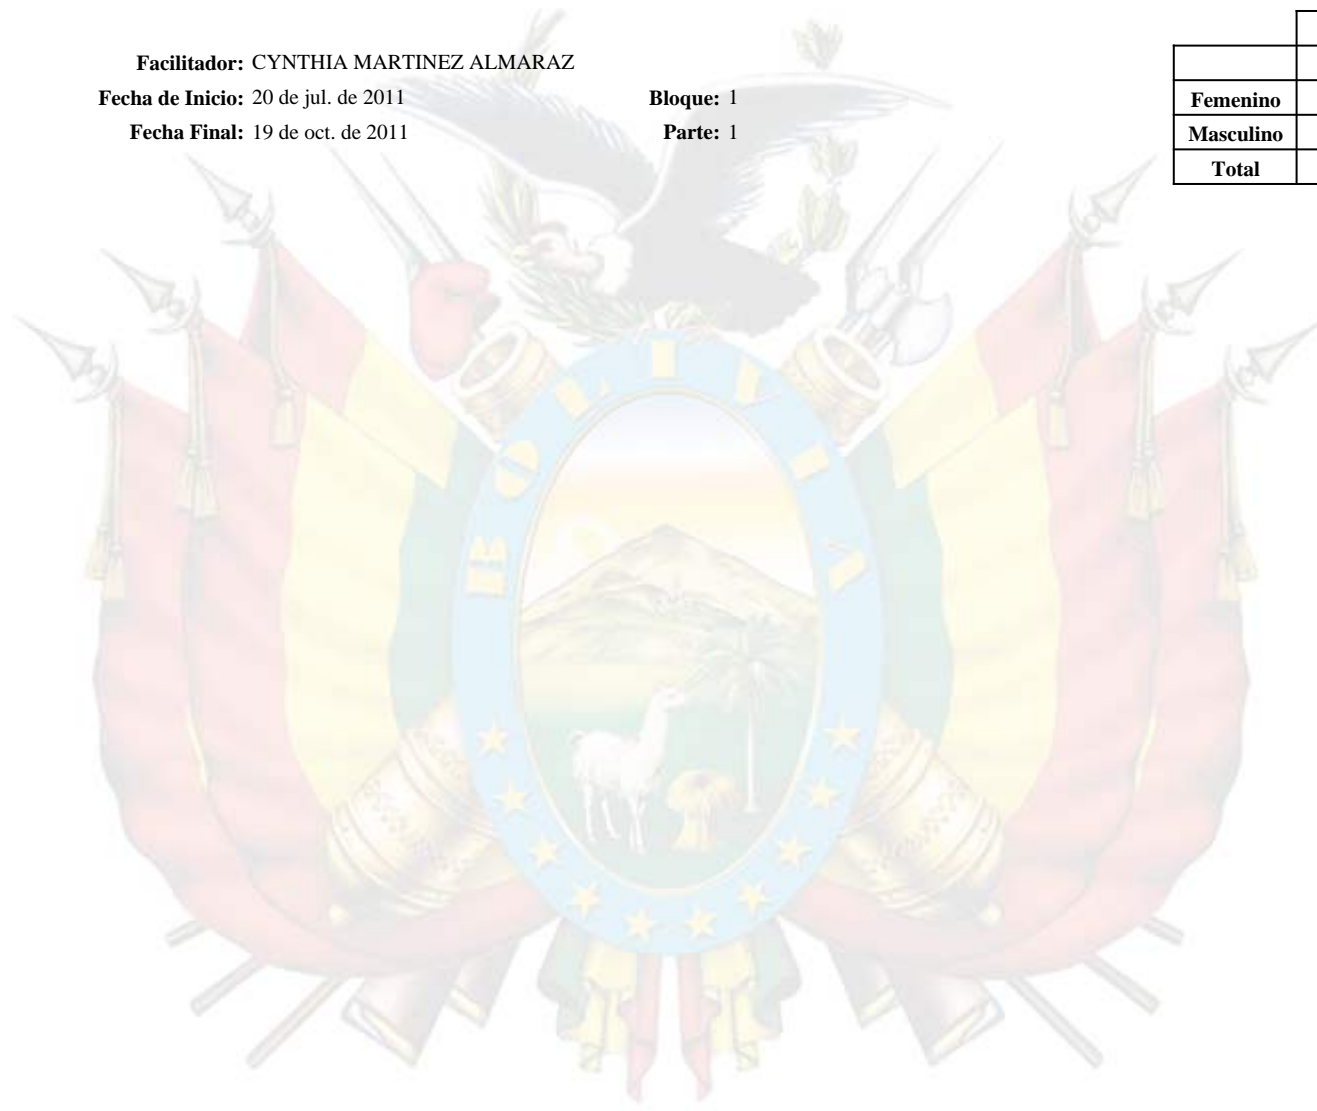 Facilitador: CYNTHIA MARTINEZ ALMARAZ
Fecha de Inicio: 20 de jul. de 2011 Bloque: 1
Fecha Final: 19 de oct. de 2011 Parte: 1
Femenino
Masculino
Total
BOLIVIA